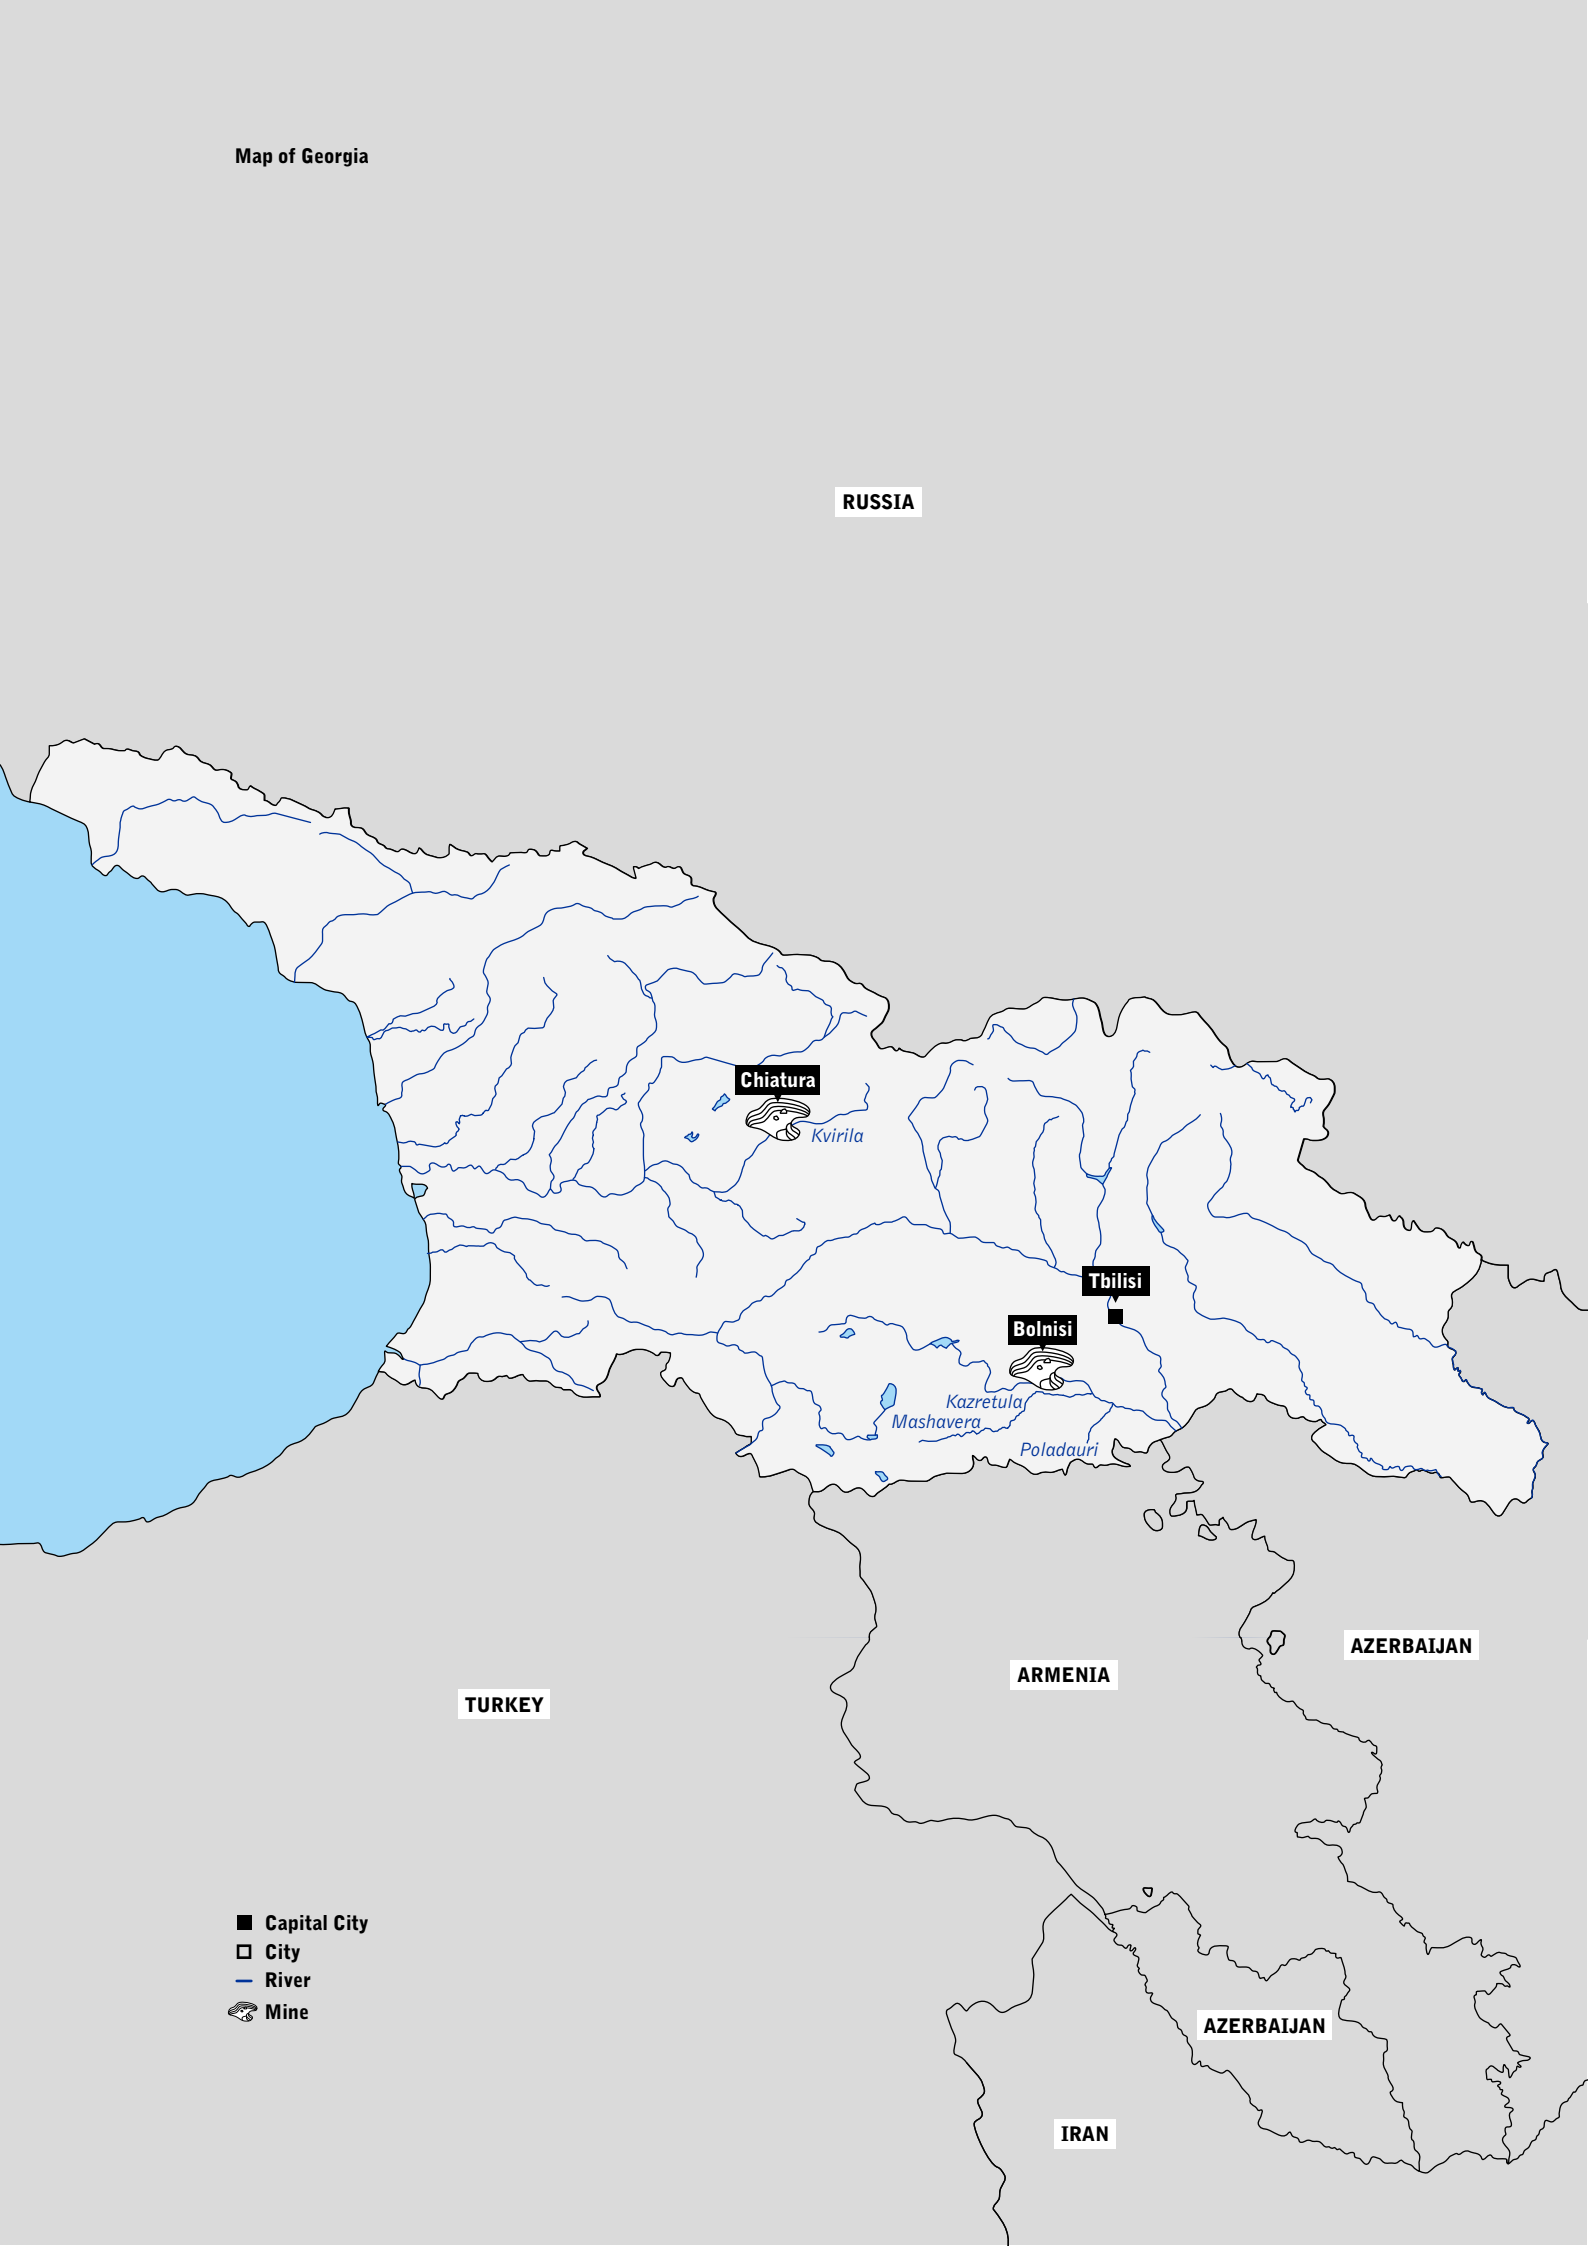 Map of Georgia
RUSSIA
Chiatura
Kvirila
Tbilisi
Bolnisi
Kazretula
Mashavera
Poladauri
AZERBAIJAN
ARMENIA
TURKEY
Capital City
City
River
Mine
AZERBAIJAN
IRAN